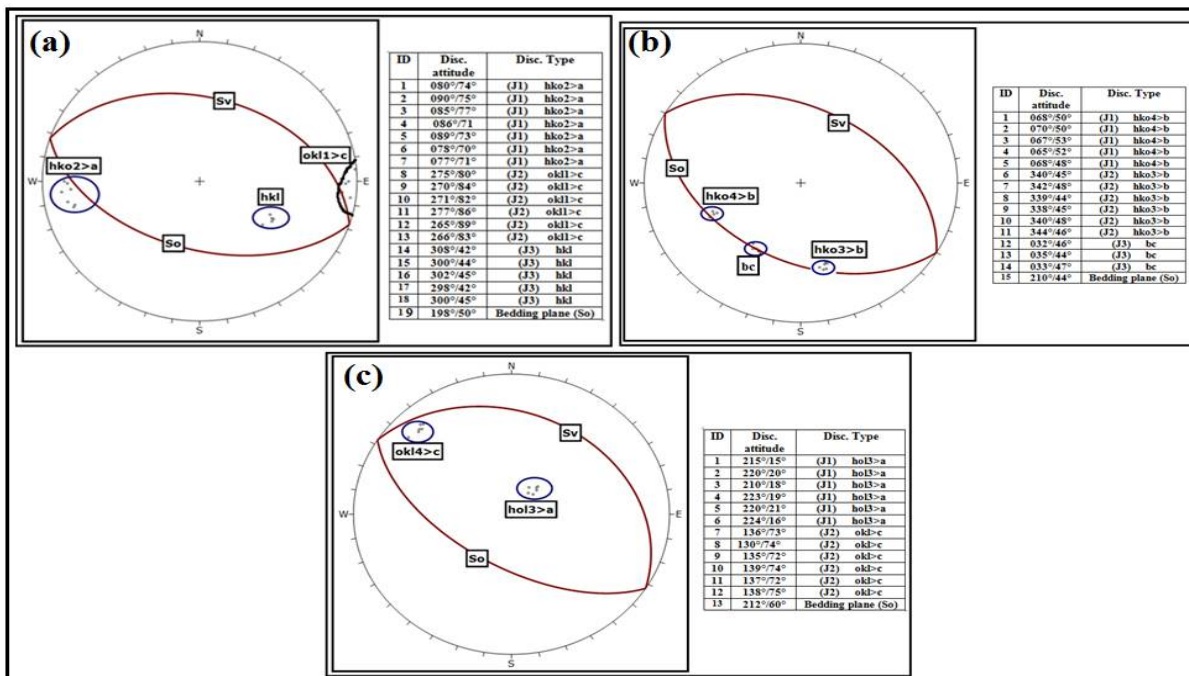 (a)
N
Sv
okl1>c
hko2>a
W
E
hkl
So
S
ID Disc. attitude Disc. Type
1 080°/74° (J1) hko2>a
2 090°/75° (J1) hko2>a
3 085°/77° (J1) hko2>a
4 086°/71 (J1) hko2>a
5 089°/73° (J1) hko2>a
6 078°/70° (J1) hko2>a
7 077°/71° (J1) hko2>a
8 275°/80° (J2) okl1>c
9 270°/84° (J2) okl1>c
10 271°/82° (J2) okl1>c
11 277°/86° (J2) okl1>c
12 265°/89° (J2) okl1>c
13 266°/83° (J2) okl1>c
14 308°/42° (J3) hkl
15 300°/44° (J3) hkl
16 302°/45° (J3) hkl
17 298°/42° (J3) hkl
18 300°/45° (J3) hkl
19 198°/50° Bedding plane (So)
(b)
N
Sv
So
W
E
hko4>b
bc
hko3>b
S
ID Disc. attitude Disc. Type
1 068°/50° (J1) hko4>b
2 070°/50° (J1) hko4>b
3 067°/53° (J1) hko4>b
4 065°/52° (J1) hko4>b
5 068°/48° (J1) hko4>b
6 340°/45° (J2) hko3>b
7 342°/48° (J2) hko3>b
8 339°/44° (J2) hko3>b
9 338°/45° (J2) hko3>b
10 340°/48° (J2) hko3>b
11 344°/46° (J2) hko3>b
12 032°/46° (J3) bc
13 035°/44° (J3) bc
14 033°/47° (J3) bc
15 210°/44° Bedding plane (So)
(c)
N
Sv
okl4>c
hol3>a
W
E
So
S
ID Disc. attitude Disc. Type
1 215°/15° (J1) hol3>a
2 220°/20° (J1) hol3>a
3 210°/18° (J1) hol3>a
4 223°/19° (J1) hol3>a
5 220°/21° (J1) hol3>a
6 224°/16° (J1) hol3>a
7 136°/73° (J2) okl>c
8 130°/74° (J2) okl>c
9 135°/72° (J2) okl>c
10 139°/74° (J2) okl>c
11 137°/72° (J2) okl>c
12 138°/75° (J2) okl>c
13 212°/60° Bedding plane (So)